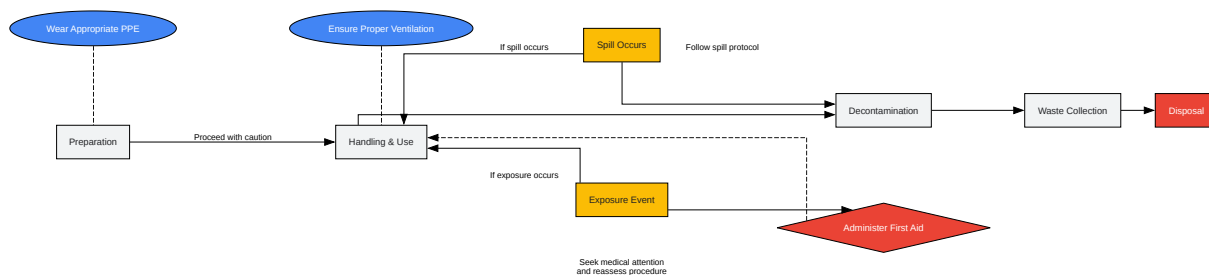 Wear Appropriate PPE
Ensure Proper Ventilation
If spill occurs
Spill Occurs
Follow spill protocol
Decontamination
Waste Collection
Disposal
Preparation
Proceed with caution
Handling & Use
If exposure occurs
Exposure Event
Administer First Aid
Seek medical attention
and reassess procedure